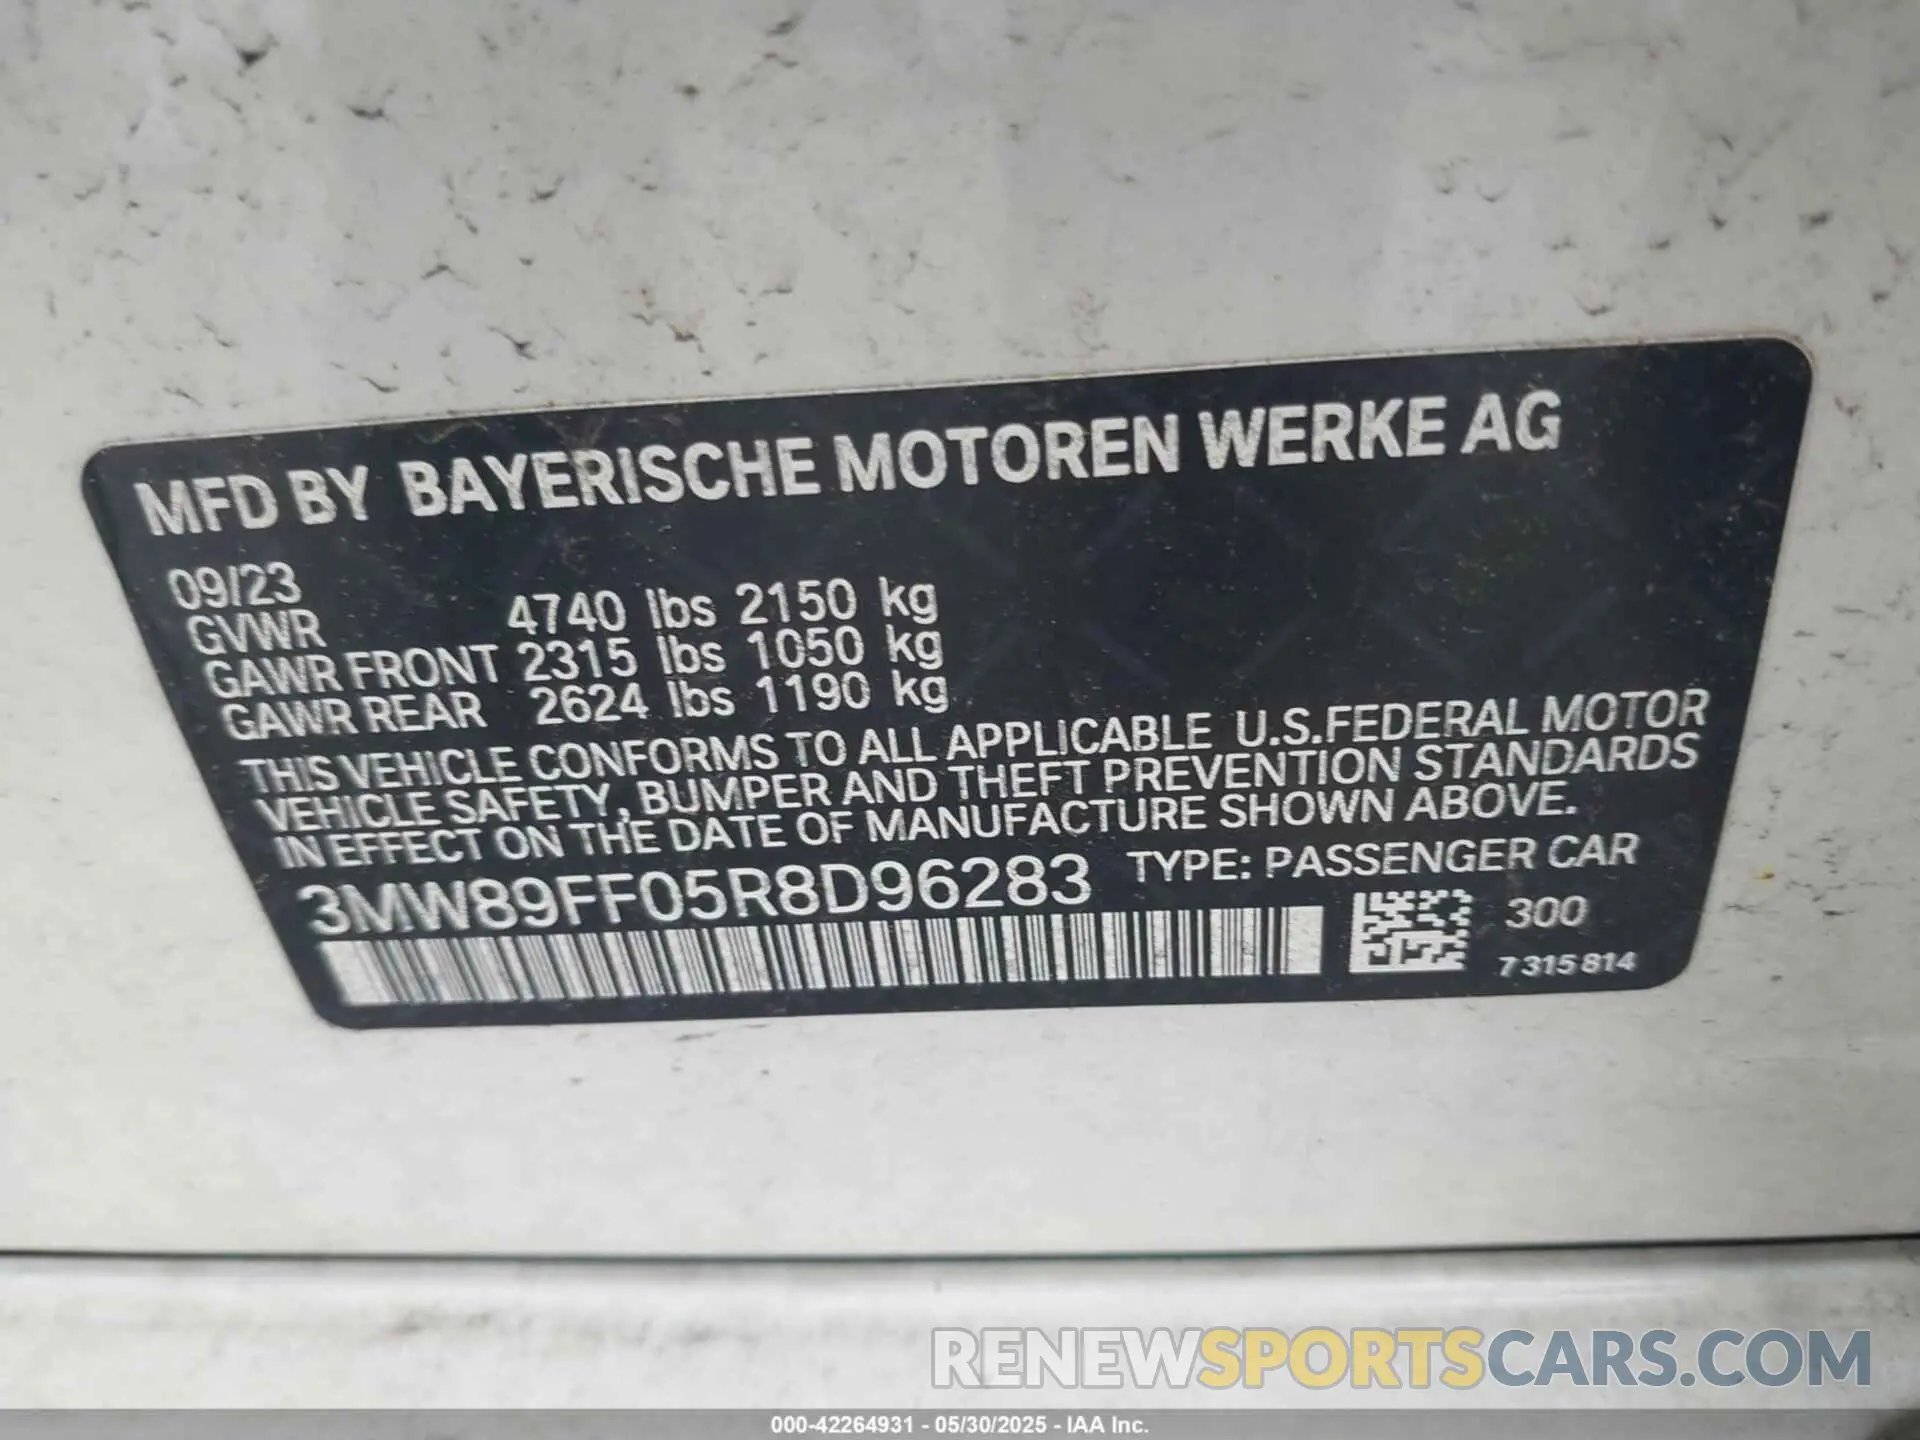 MFD BY BAYERISCHE MOTOREN WERKE AG
09/23
GVWR 4740 lbs 2150 kg
GAWR FRONT 2315 lbs 1050 kg
GAWR REAR 2624 lbs 1190 kg
THIS VEHICLE CONFORMS TO ALL APPLICABLE U.S.FEDERAL MOTOR
VEHICLE SAFETY, BUMPER AND THEFT PREVENTION STANDARDS
IN EFFECT ON THE DATE OF MANUFACTURE SHOWN ABOVE.
3MW89FF05R8D96283 TYPE: PASSENGER CAR
300
7 315 814
RENEWSPORTSCARS.COM
000-42264931 - 05/30/2025 - IAA Inc.